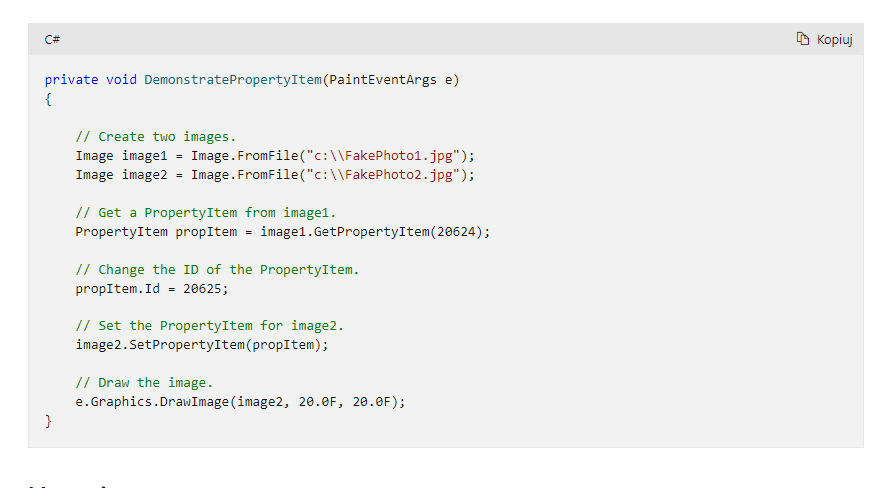 C#
Kopiuj
private void DemonstratePropertyItem(PaintEventArgs e)
{
// Create two images.
Image image1 = Image.FromFile("c:\\FakePhoto1.jpg");
Image image2 = Image.FromFile("c:\\FakePhoto2.jpg");
// Get a PropertyItem from image1.
PropertyItem propItem = image1.GetPropertyItem(20624);
// Change the ID of the PropertyItem.
propItem.Id = 20625;
// Set the PropertyItem for image2.
image2.SetPropertyItem(propItem);
// Draw the image.
e.Graphics.DrawImage(image2, 20.0F, 20.0F);
}